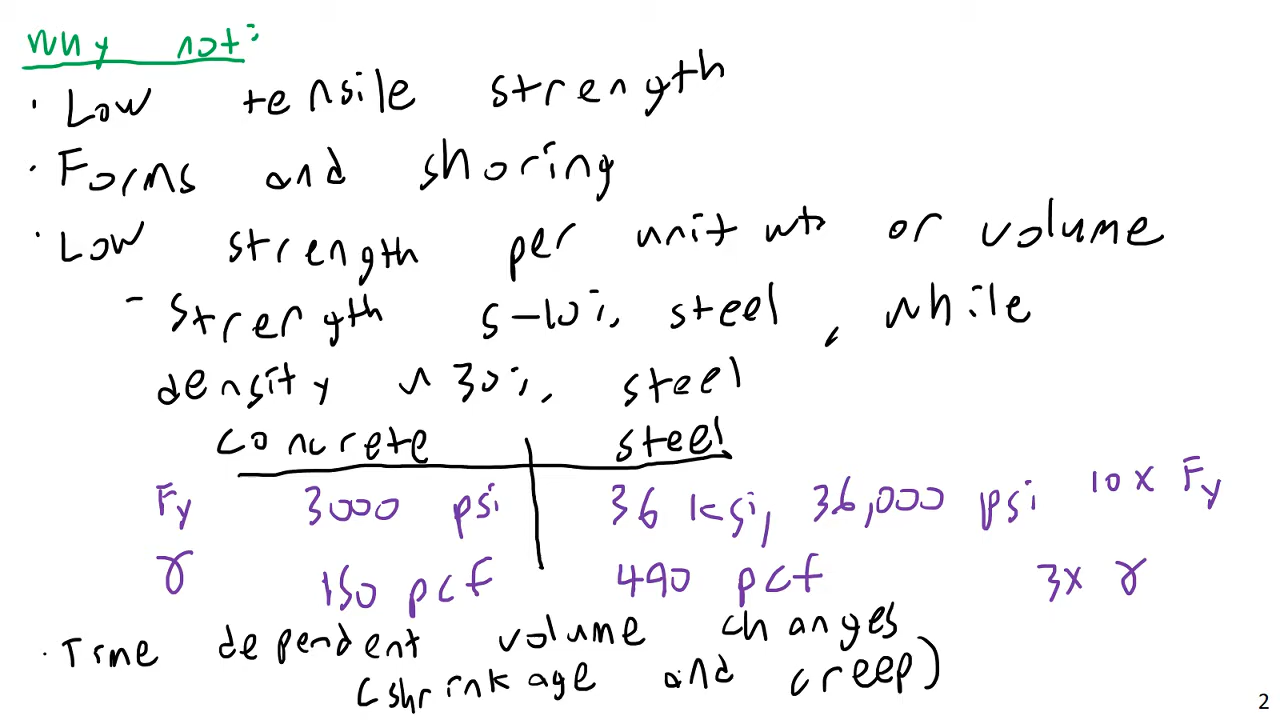 Why not:
· Low tensile strength
· Forms and shoring
· Low strength per unit wt. or volume
- Strength 5-10% steel, while
density ~30% steel
concrete | steel
Fy 3000 psi | 36 ksi, 36,000 psi 10x Fy
γ 150 pcf | 490 pcf 3x γ
· Time dependent volume changes
(shrinkage and creep)
2